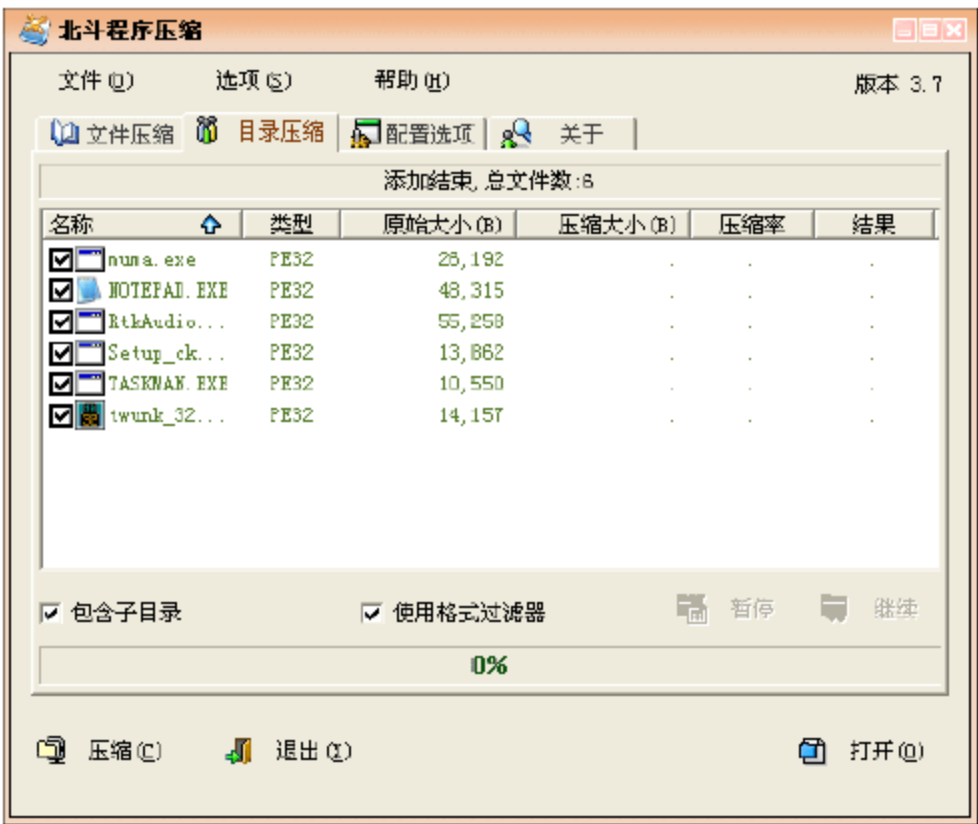 北斗程序压缩
文件(D) 选项(S) 帮助(H) 版本 3.7
文件压缩 目录压缩 配置选项 关于
添加结束, 总文件数:6
名称 类型 原始大小(B) 压缩大小(B) 压缩率 结果
numa.exe PE32 26,192 . . .
NOTEPAD.EXE PE32 48,315 . . .
RtkAudio... PE32 55,258 . . .
Setup_ck... PE32 13,862 . . .
TASKMAN.EXE PE32 10,550 . . .
twunk_32... PE32 14,157 . . .
包含子目录 使用格式过滤器 暂停 继续
0%
压缩(C) 退出(I) 打开(O)